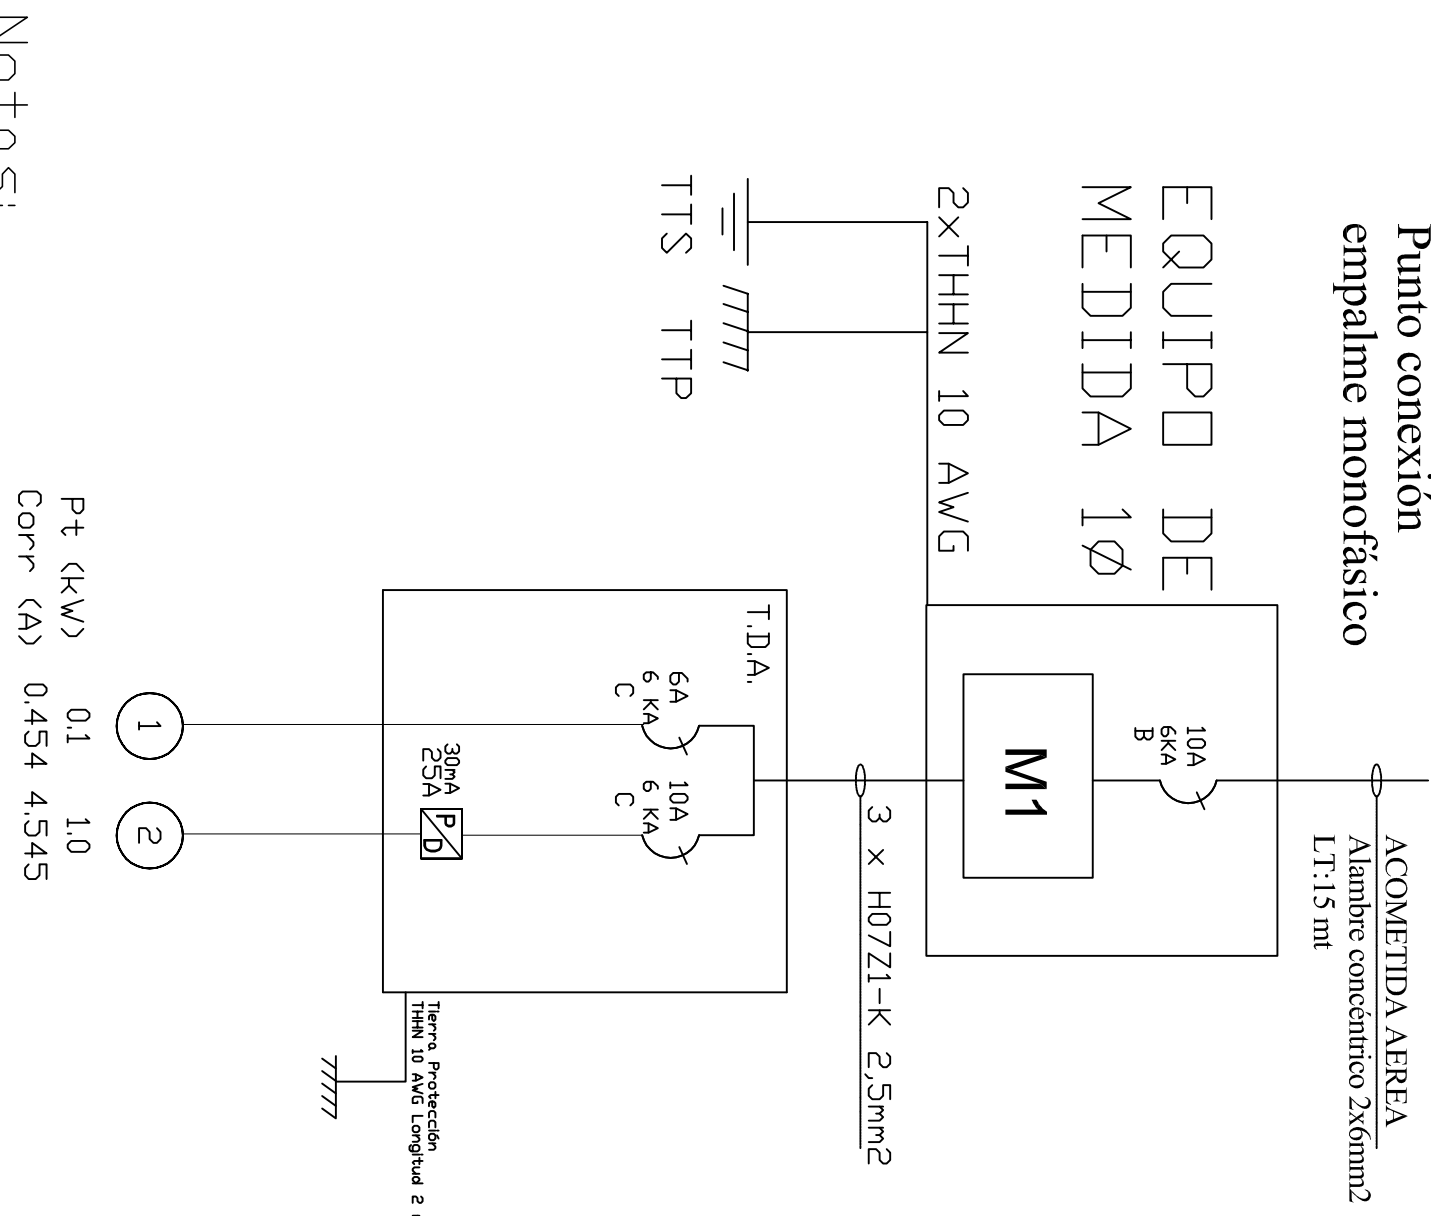 Punto conexión
empalme monofásico
ACOMETIDA AEREA
Alambre concéntrico 2x6mm2
LT:15 mt
EQUIPO DE
MEDIDA 1Ø
10A
6KA
B
M1
2xTHHN 10 AWG
TTS TTP
3 x H07Z1-K 2,5mm2
T.D.A.
6A
6 KA
C
10A
6 KA
C
30mA
25A
P/D
Tierra Protección
THHN 10 AWG Longitud 2
1
2
Pt (kW) 0.1 1.0
Corr (A) 0.454 4.545
Notas: